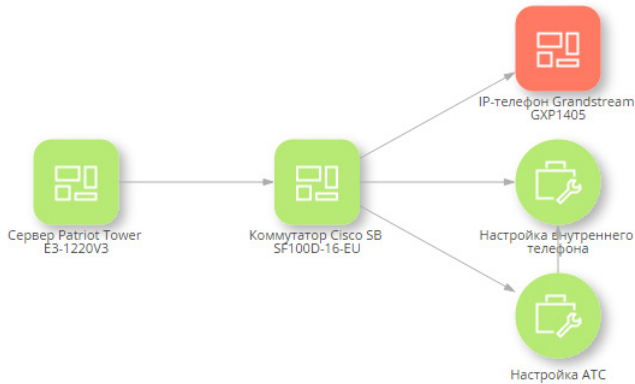 IP-телефон Grandstream
GXP1405
Сервер Patriot Tower
E3-1220V3
Коммутатор Cisco SB
SF100D-16-EU
Настройка внутреннего
телефона
Настройка АТС